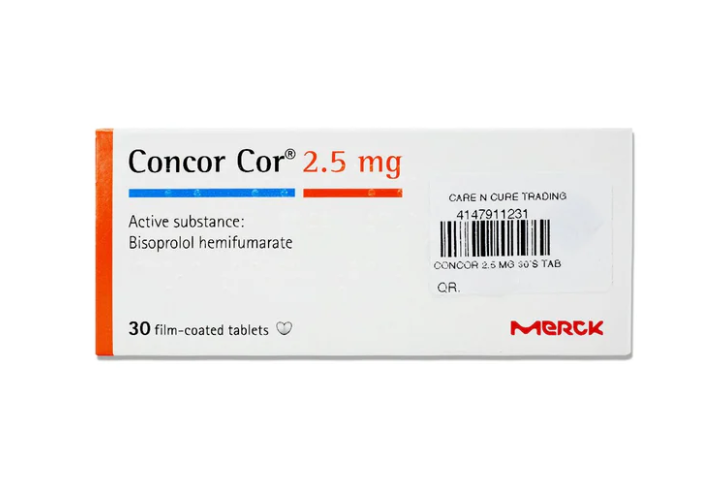 Concor Cor® 2.5 mg
Active substance:
Bisoprolol hemifumarate
30 film-coated tablets
CARE N CURE TRADING
4147911231
CONCOR 2.5 MG 30'S TAB
QR.
MERCK